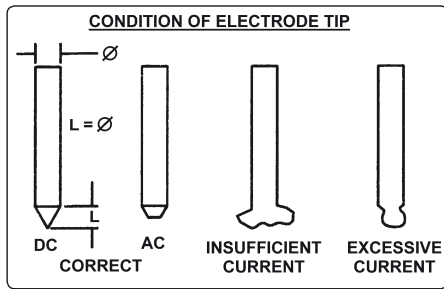 CONDITION OF ELECTRODE TIP
Ø
L = Ø
L
DC
AC
CORRECT
INSUFFICIENT
CURRENT
EXCESSIVE
CURRENT